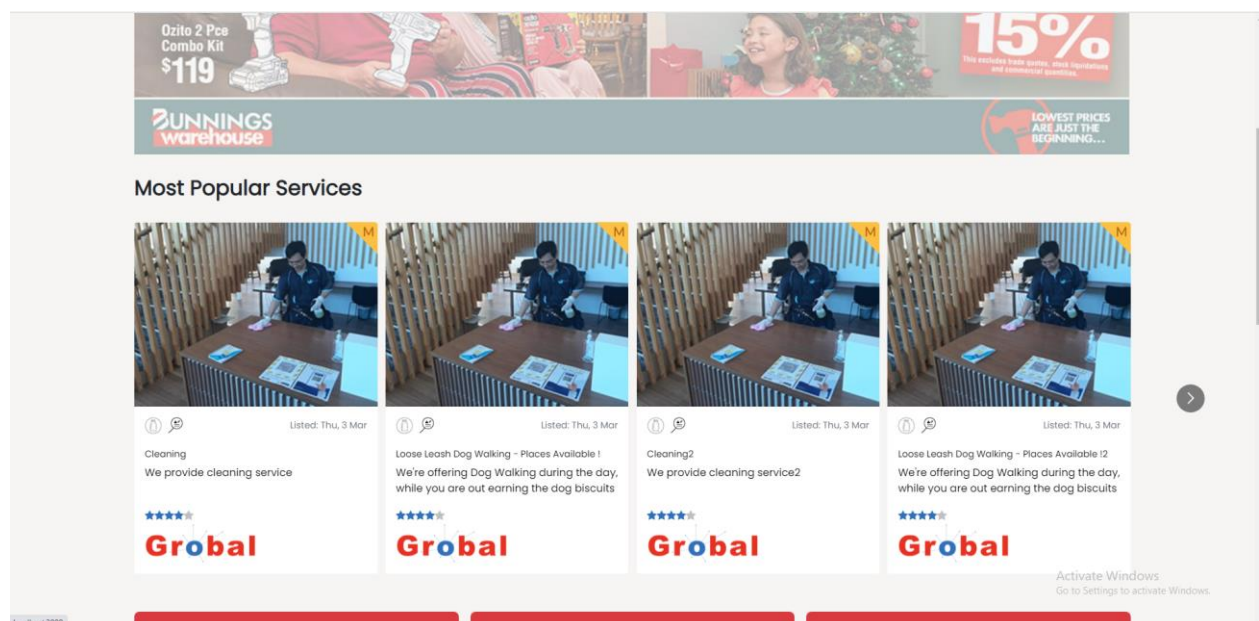 Ozito 2 Pce
Combo Kit
$119
15%
This excludes trade quotes, stock liquidations
and commercial quantities.
BUNNINGS
warehouse
LOWEST PRICES
ARE JUST THE
BEGINNING...
Most Popular Services
M
M
M
M
Listed: Thu, 3 Mar
Listed: Thu, 3 Mar
Listed: Thu, 3 Mar
Listed: Thu, 3 Mar
Cleaning
We provide cleaning service
Loose Leash Dog Walking - Places Available !
We're offering Dog Walking during the day,
while you are out earning the dog biscuits
Cleaning2
We provide cleaning service2
Loose Leash Dog Walking - Places Available !2
We're offering Dog Walking during the day,
while you are out earning the dog biscuits
Grobal
Grobal
Grobal
Grobal
Activate Windows
Go to Settings to activate Windows.